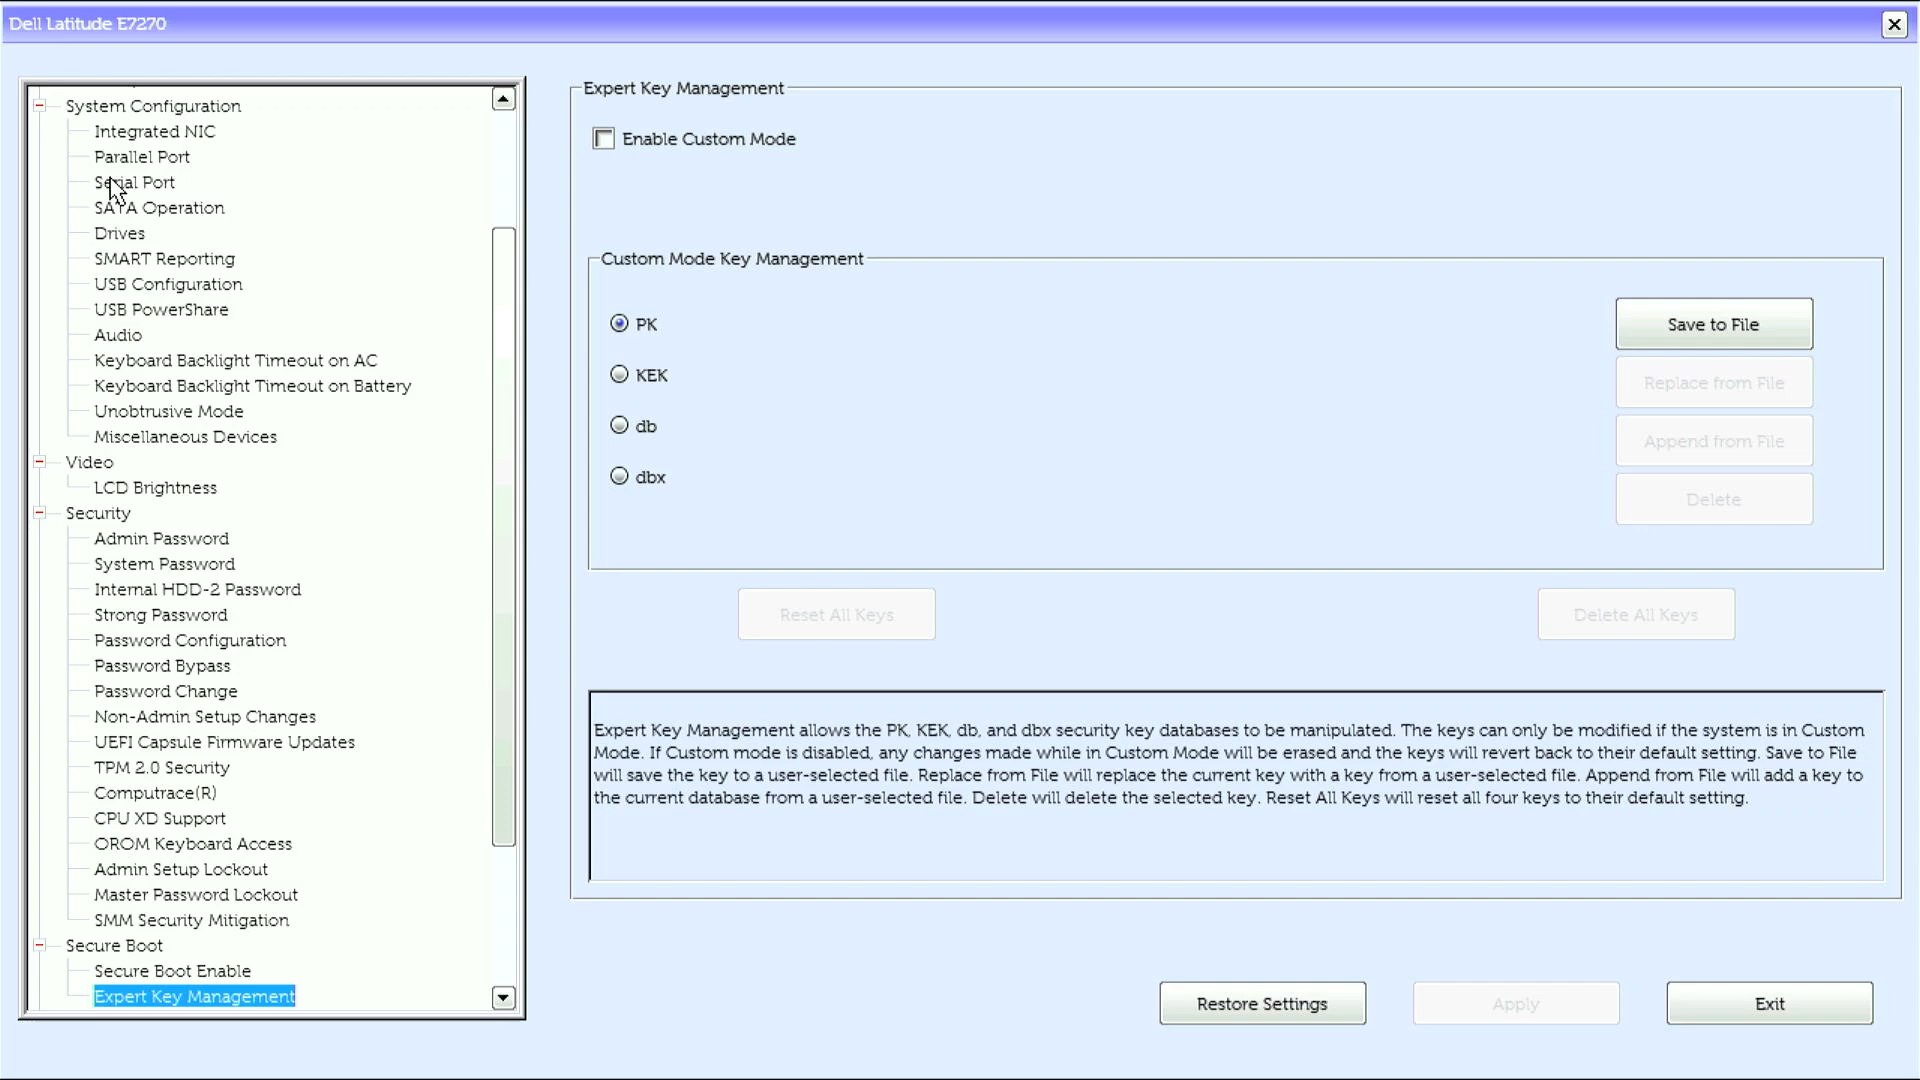 Dell Latitude E7270
System Configuration
Integrated NIC
Parallel Port
Serial Port
SATA Operation
Drives
SMART Reporting
USB Configuration
USB PowerShare
Audio
Keyboard Backlight Timeout on AC
Keyboard Backlight Timeout on Battery
Unobtrusive Mode
Miscellaneous Devices
Video
LCD Brightness
Security
Admin Password
System Password
Internal HDD-2 Password
Strong Password
Password Configuration
Password Bypass
Password Change
Non-Admin Setup Changes
UEFI Capsule Firmware Updates
TPM 2.0 Security
Computrace(R)
CPU XD Support
OROM Keyboard Access
Admin Setup Lockout
Master Password Lockout
SMM Security Mitigation
Secure Boot
Secure Boot Enable
Expert Key Management
Expert Key Management
Enable Custom Mode
Custom Mode Key Management
PK
KEK
db
dbx
Save to File
Replace from File
Append from File
Delete
Reset All Keys
Delete All Keys
Expert Key Management allows the PK, KEK, db, and dbx security key databases to be manipulated. The keys can only be modified if the system is in Custom
Mode. If Custom mode is disabled, any changes made while in Custom Mode will be erased and the keys will revert back to their default setting. Save to File
will save the key to a user-selected file. Replace from File will replace the current key with a key from a user-selected file. Append from File will add a key to
the current database from a user-selected file. Delete will delete the selected key. Reset All Keys will reset all four keys to their default setting.
Restore Settings
Apply
Exit